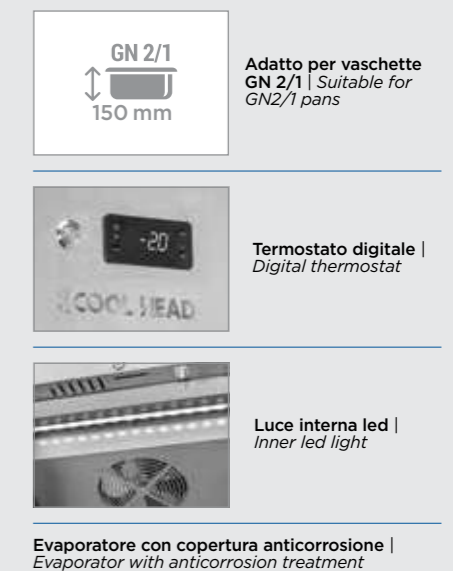 GN 2/1
150 mm
Adatto per vaschette
GN 2/1 | Suitable for
GN2/1 pans
-20
COOL HEAD
Termostato digitale |
Digital thermostat
Luce interna led |
Inner led light
Evaporatore con copertura anticorrosione |
Evaporator with anticorrosion treatment